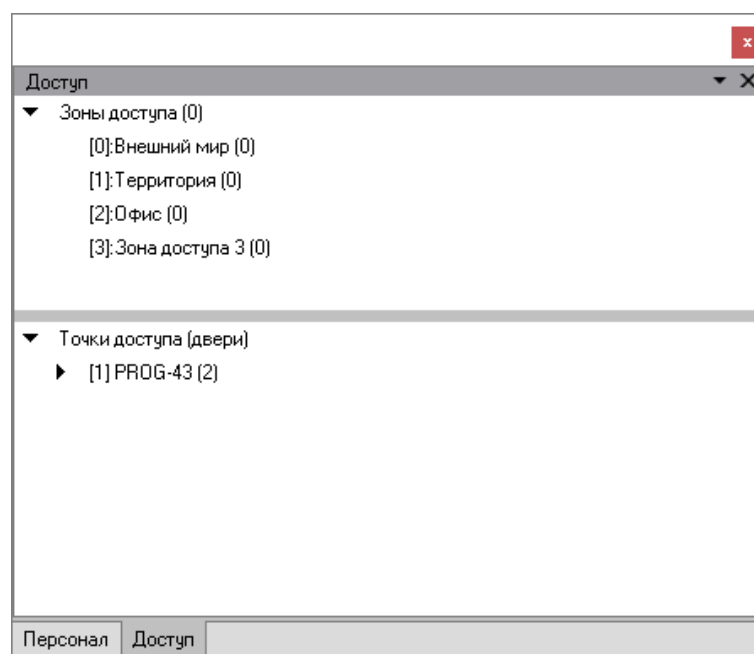 x
Доступ
Зоны доступа (0)
[0]:Внешний мир (0)
[1]:Территория (0)
[2]:Офис (0)
[3]:Зона доступа 3 (0)
Точки доступа (двери)
[1] PROG-43 (2)
Персонал Доступ